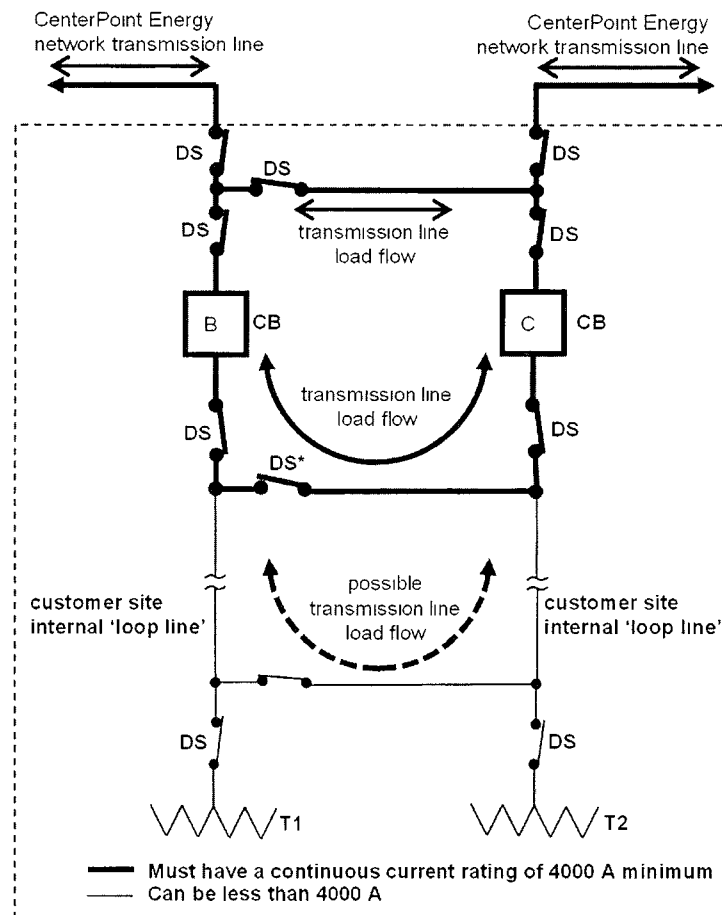 CenterPoint Energy
network transmission line
CenterPoint Energy
network transmission line
DS
DS
DS
transmission line
load flow
DS
DS
B
CB
C
CB
transmission line
load flow
DS
DS
DS*
possible
transmission line
load flow
customer site
internal 'loop line'
customer site
internal 'loop line'
DS
DS
T1
T2
Must have a continuous current rating of 4000 A minimum
Can be less than 4000 A